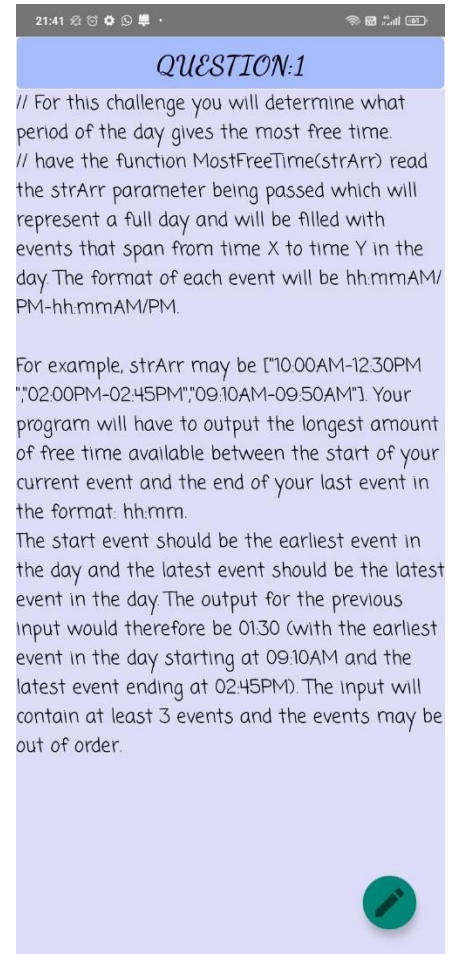 21:41
QUESTION:1
// For this challenge you will determine what
period of the day gives the most free time.
// have the function MostFreeTime(strArr) read
the strArr parameter being passed which will
represent a full day and will be filled with
events that span from time X to time Y in the
day. The format of each event will be hh:mmAM/
PM-hh:mmAM/PM.
For example, strArr may be ["10:00AM-12:30PM
","02:00PM-02:45PM","09:10AM-09:50AM"]. Your
program will have to output the longest amount
of free time available between the start of your
current event and the end of your last event in
the format: hh:mm.
The start event should be the earliest event in
the day and the latest event should be the latest
event in the day. The output for the previous
input would therefore be 01:30 (with the earliest
event in the day starting at 09:10AM and the
latest event ending at 02:45PM). The input will
contain at least 3 events and the events may be
out of order.